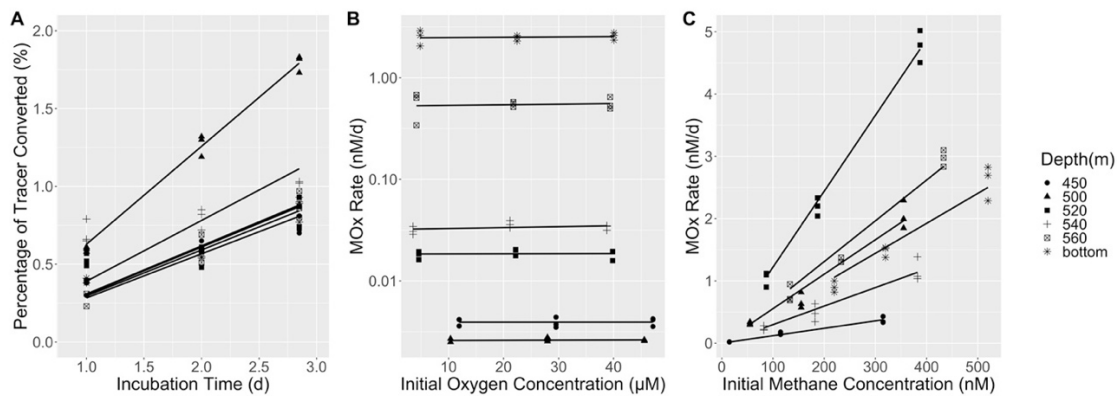 A
Percentage of Tracer Converted (%)
2.0
1.5
1.0
0.5
0.0
1.0 1.5 2.0 2.5 3.0
Incubation Time (d)
B
MOx Rate (nM/d)
1.00
0.10
0.01
10 20 30 40
Initial Oxygen Concentration (µM)
C
MOx Rate (nM/d)
5
4
3
2
1
0
0 100 200 300 400 500
Initial Methane Concentration (nM)
Depth(m)
450
500
520
540
560
bottom